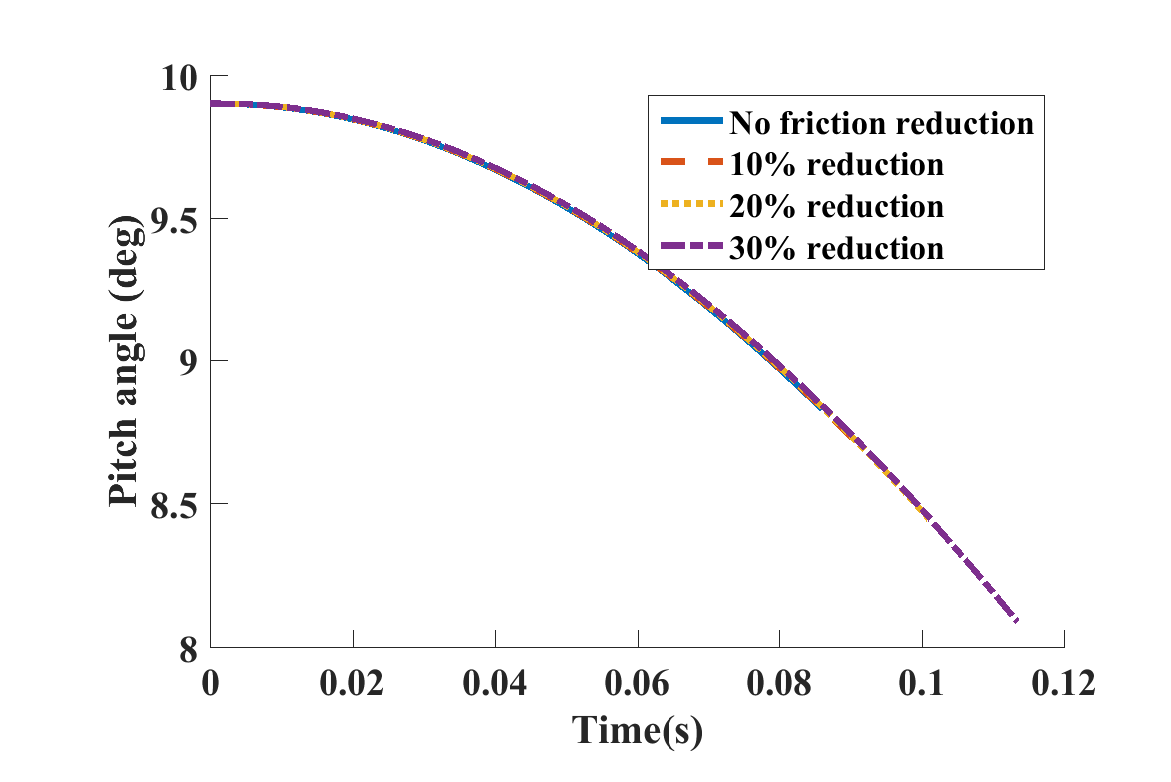 10
9.5
9
8.5
8
Pitch angle (deg)
No friction reduction
10% reduction
20% reduction
30% reduction
0 0.02 0.04 0.06 0.08 0.1 0.12
Time(s)